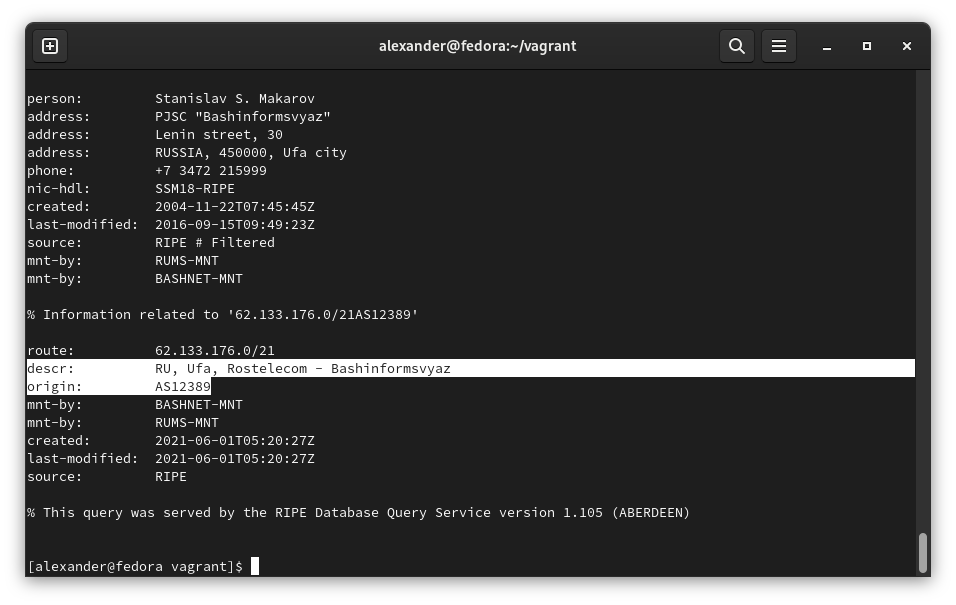 alexander@fedora:~/vagrant
person:         Stanislav S. Makarov
address:        PJSC "Bashinformsvyaz"
address:        Lenin street, 30
address:        RUSSIA, 450000, Ufa city
phone:          +7 3472 215999
nic-hdl:        SSM18-RIPE
created:        2004-11-22T07:45:45Z
last-modified:  2016-09-15T09:49:23Z
source:         RIPE # Filtered
mnt-by:         RUMS-MNT
mnt-by:         BASHNET-MNT
% Information related to '62.133.176.0/21AS12389'
route:          62.133.176.0/21
descr:          RU, Ufa, Rostelecom - Bashinformsvyaz
origin:         AS12389
mnt-by:         BASHNET-MNT
mnt-by:         RUMS-MNT
created:        2021-06-01T05:20:27Z
last-modified:  2021-06-01T05:20:27Z
source:         RIPE
% This query was served by the RIPE Database Query Service version 1.105 (ABERDEEN)
[alexander@fedora vagrant]$